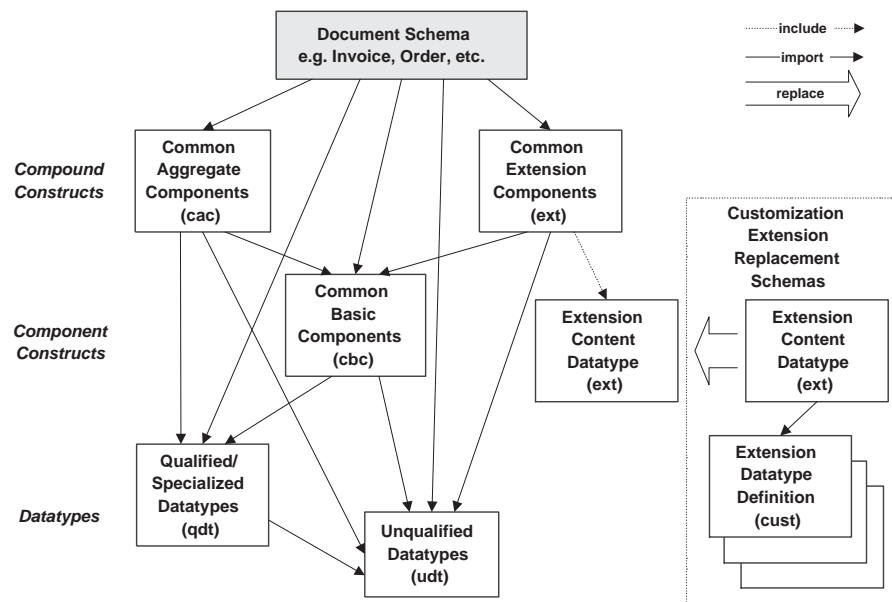 Document Schema
e.g. Invoice, Order, etc.
include
import
replace
Compound
Constructs
Common
Aggregate
Components
(cac)
Common
Extension
Components
(ext)
Customization
Extension
Replacement
Schemas
Component
Constructs
Common
Basic
Components
(cbc)
Extension
Content
Datatype
(ext)
Extension
Content
Datatype
(ext)
Datatypes
Qualified/
Specialized
Datatypes
(qdt)
Unqualified
Datatypes
(udt)
Extension
Datatype
Definition
(cust)